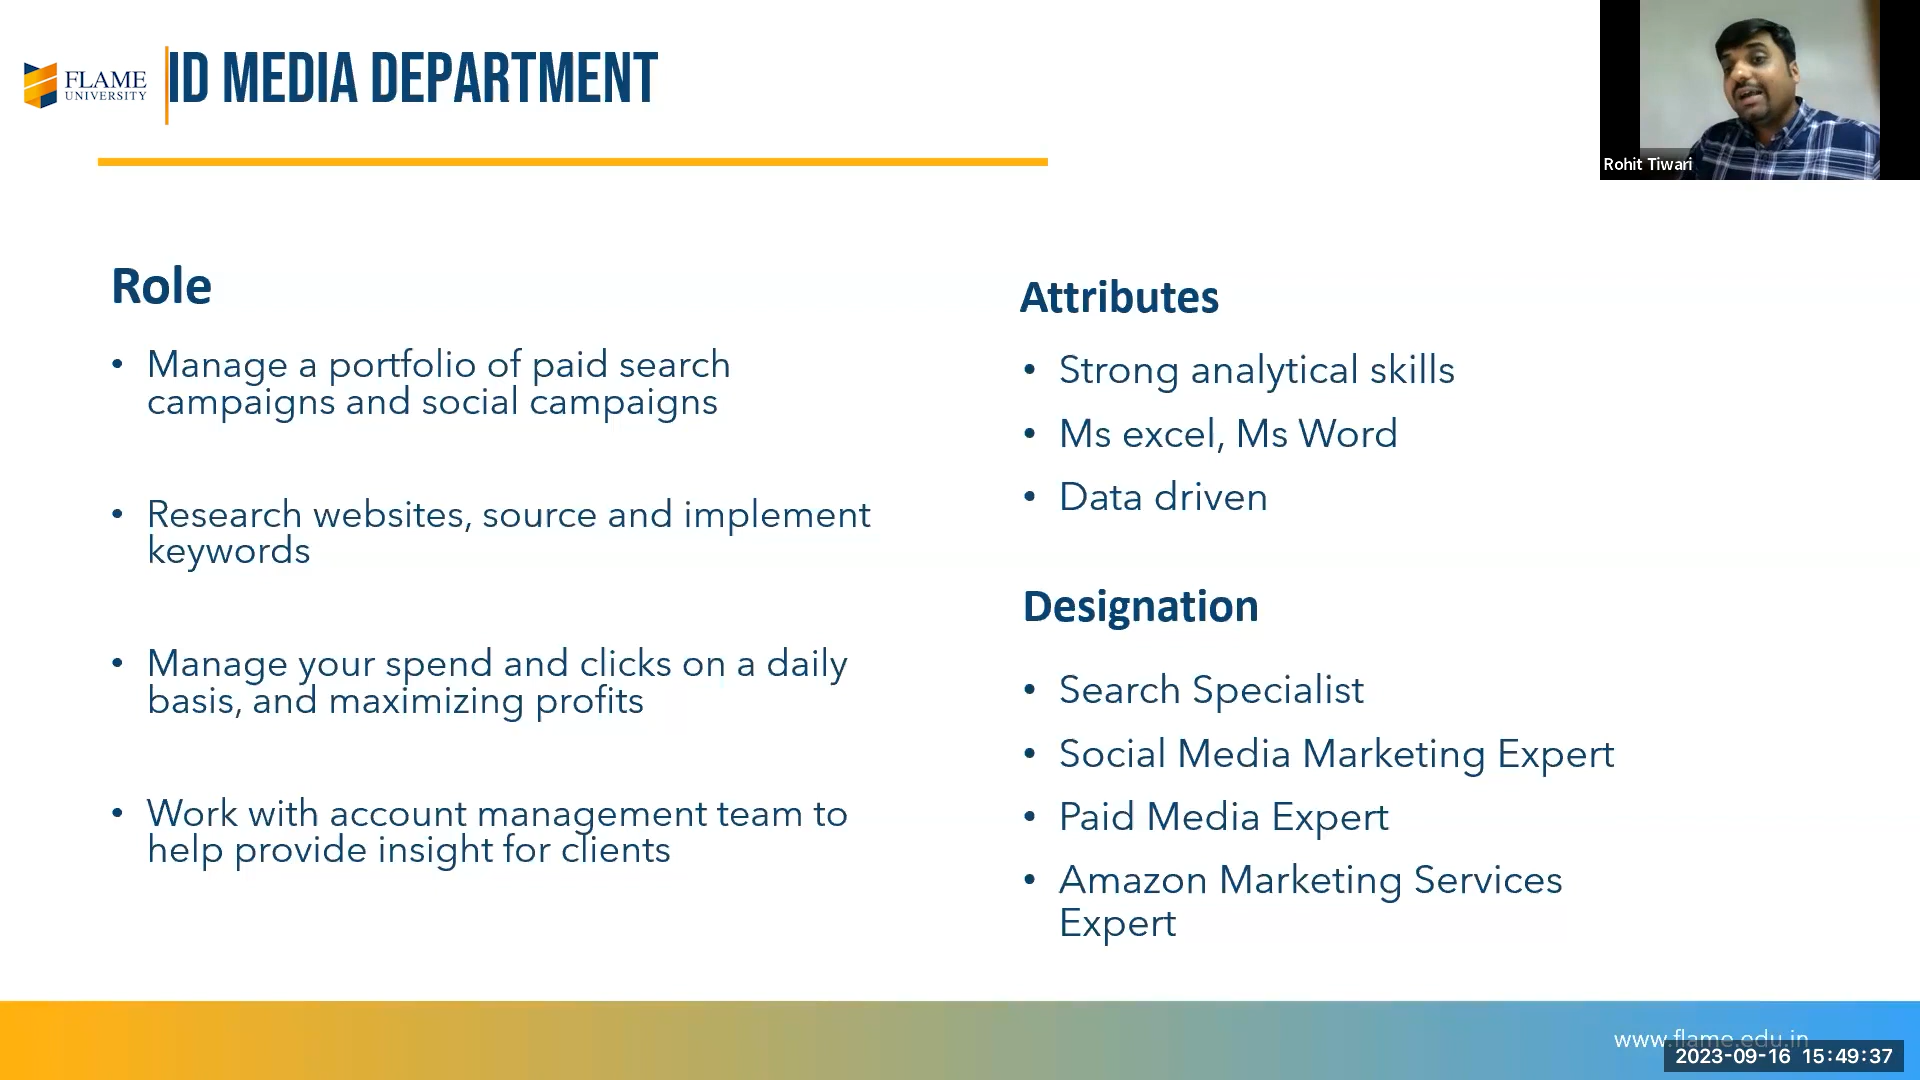 FLAME
UNIVERSITY
ID MEDIA DEPARTMENT
Rohit Tiwari
Role
• Manage a portfolio of paid search
campaigns and social campaigns
• Research websites, source and implement
keywords
• Manage your spend and clicks on a daily
basis, and maximizing profits
• Work with account management team to
help provide insight for clients
Attributes
• Strong analytical skills
• Ms excel, Ms Word
• Data driven
Designation
• Search Specialist
• Social Media Marketing Expert
• Paid Media Expert
• Amazon Marketing Services
Expert
www.flame.edu.in
2023-09-16 15:49:37